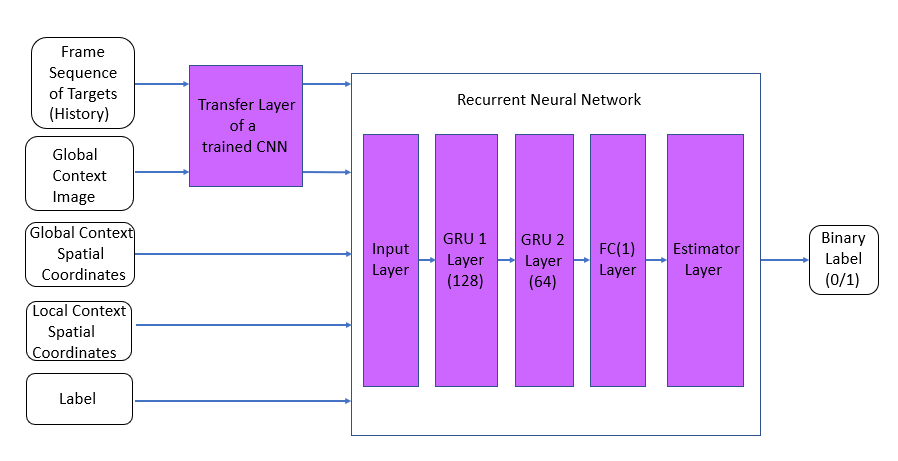 Frame
Sequence
of Targets
(History)
Global
Context
Image
Global Context
Spatial
Coordinates
Local Context
Spatial
Coordinates
Label
Transfer Layer
of a
trained CNN
Recurrent Neural Network
Input
Layer
GRU 1
Layer
(128)
GRU 2
Layer
(64)
FC(1)
Layer
Estimator
Layer
Binary
Label
(0/1)